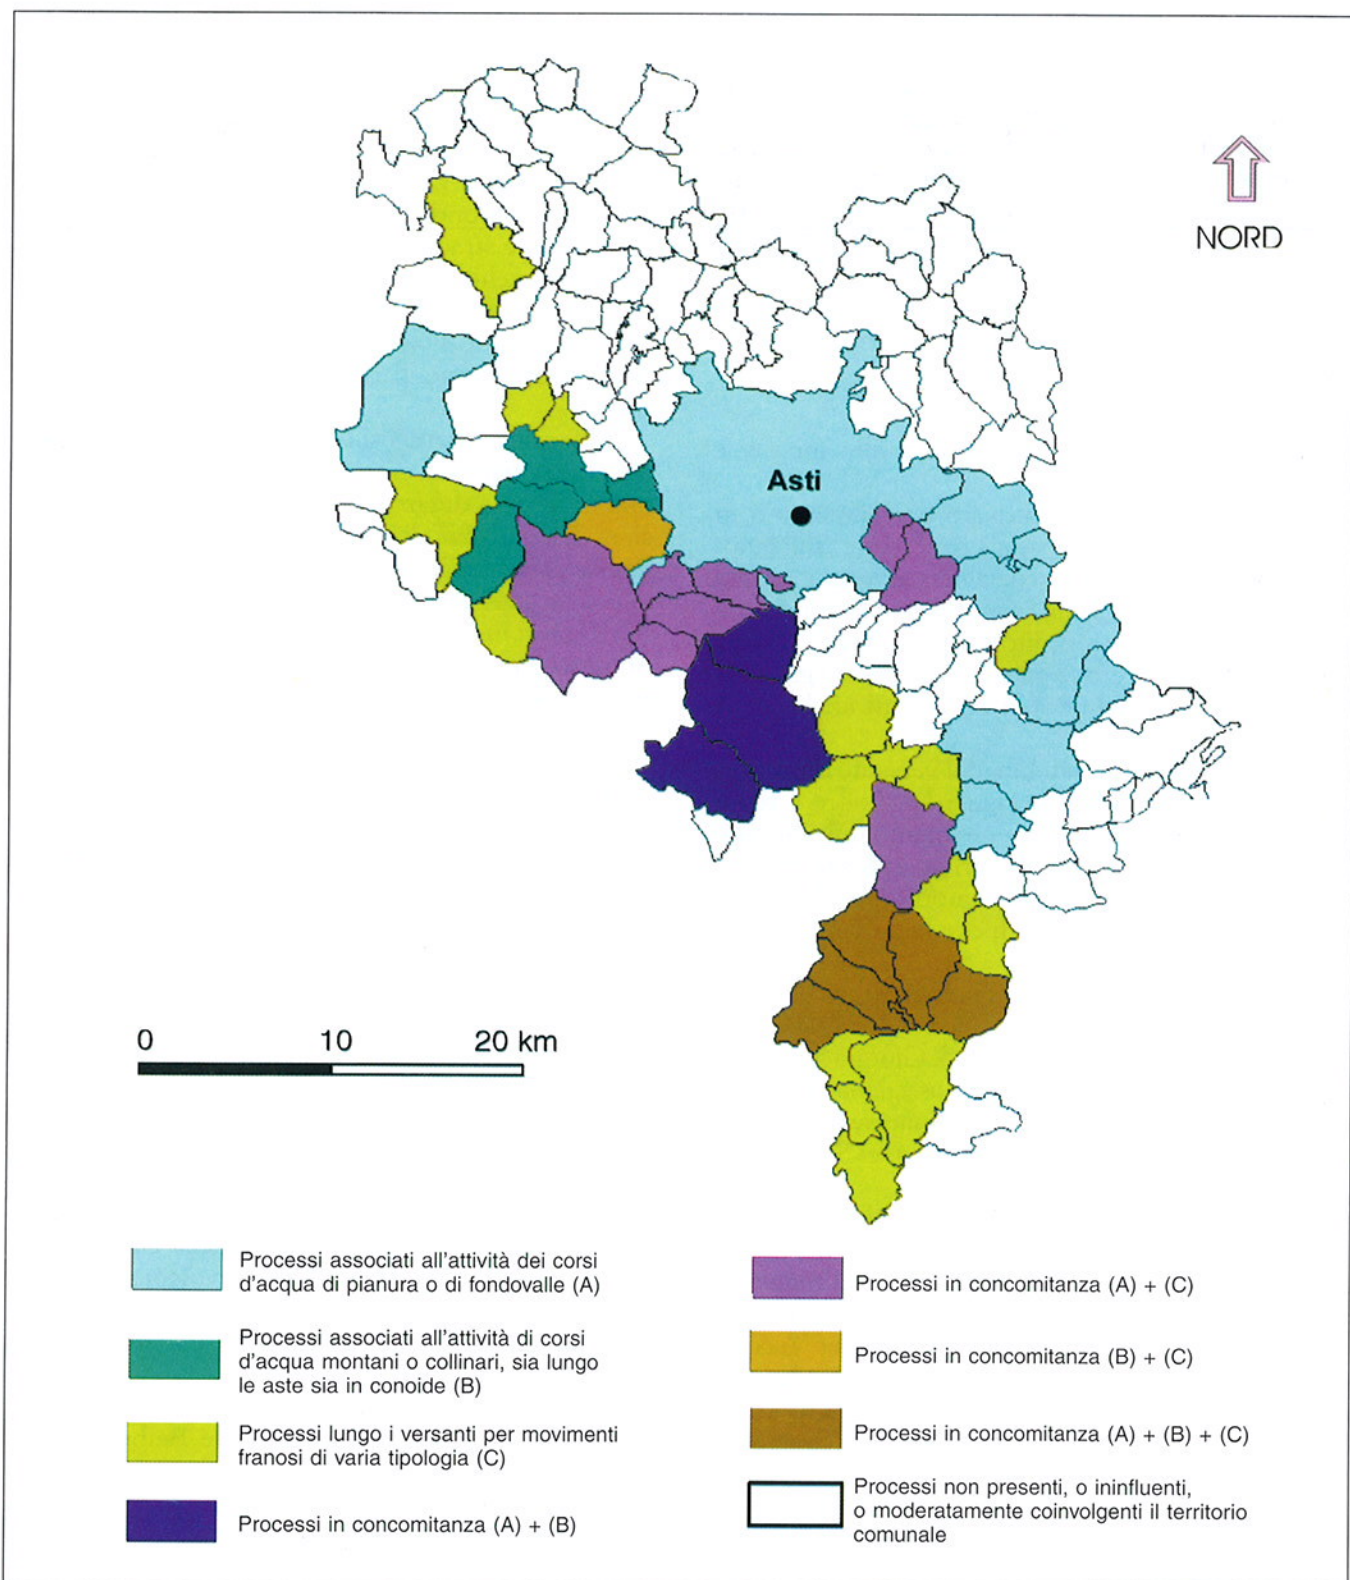 NORD
Asti
0 10 20 km
Processi associati all'attività dei corsi
d'acqua di pianura o di fondovalle (A)
Processi associati all'attività di corsi
d'acqua montani o collinari, sia lungo
le aste sia in conoide (B)
Processi lungo i versanti per movimenti
franosi di varia tipologia (C)
Processi in concomitanza (A) + (B)
Processi in concomitanza (A) + (C)
Processi in concomitanza (B) + (C)
Processi in concomitanza (A) + (B) + (C)
Processi non presenti, o ininfluenti,
o moderatamente coinvolgenti il territorio
comunale